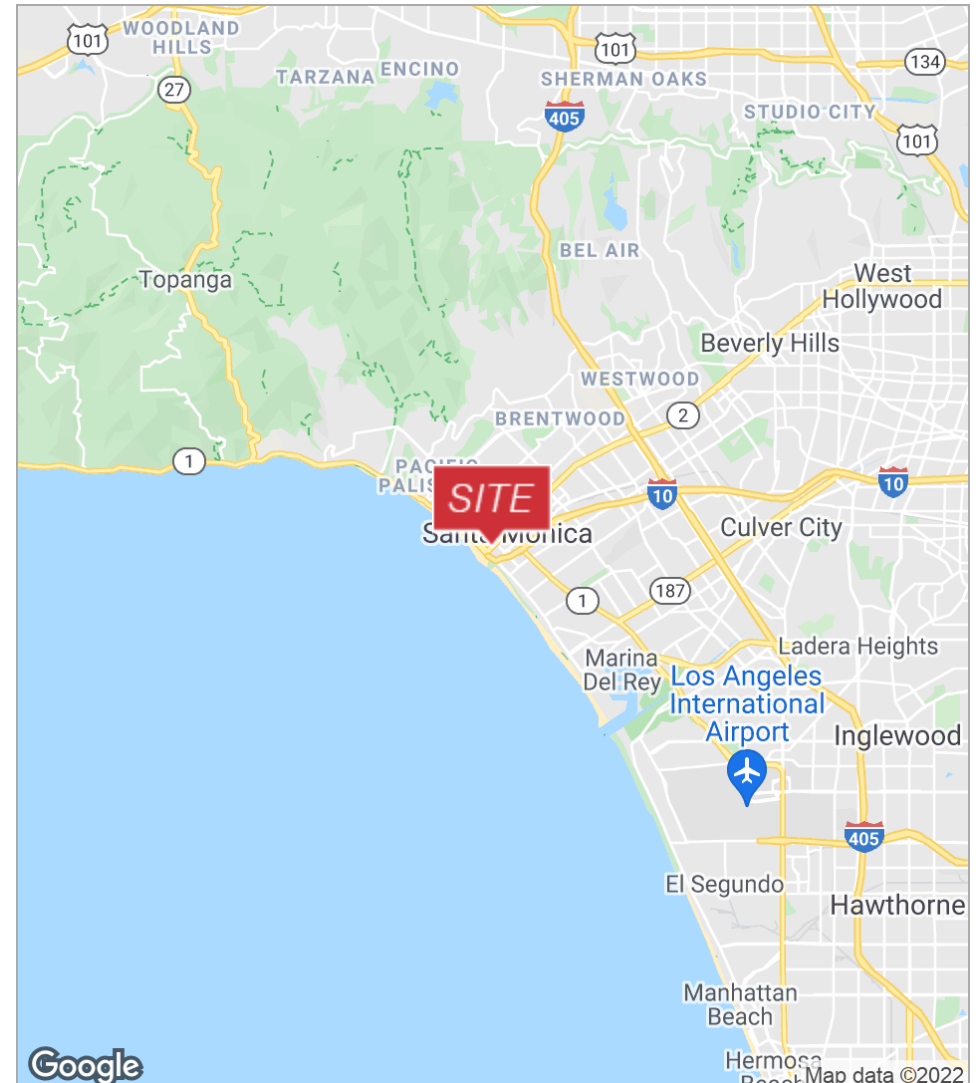 WOODLAND
HILLS
101
101
TARZANA
ENCINO
SHERMAN OAKS
134
27
405
STUDIO CITY
101
BEL AIR
Topanga
West
Hollywood
Beverly Hills
WESTWOOD
BRENTWOOD
2
1
PACIFIC
PALIS
SITE
10
10
Santa Monica
Culver City
187
1
Ladera Heights
Marina
Del Rey
Los Angeles
International
Airport
Inglewood
405
El Segundo
Hawthorne
Manhattan
Beach
Hermosa
Google
Map data ©2022